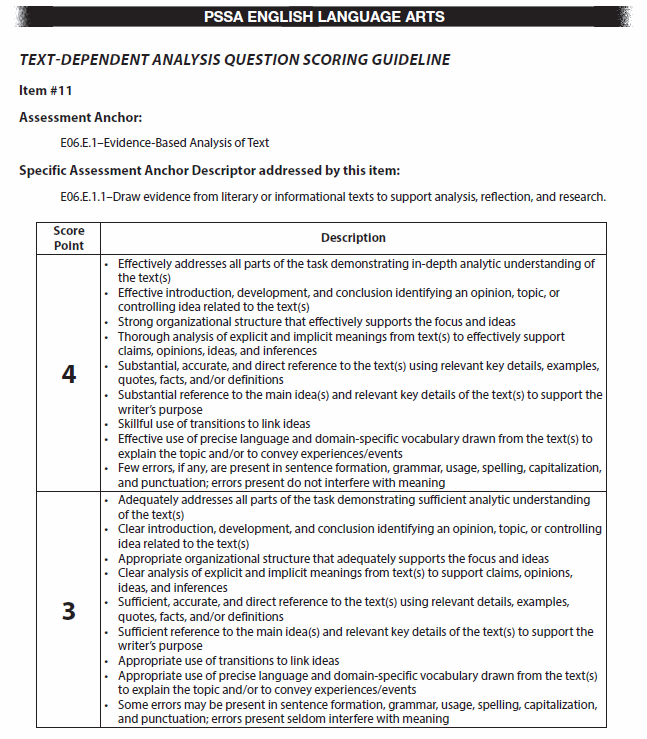 PSSA ENGLISH LANGUAGE ARTS
TEXT-DEPENDENT ANALYSIS QUESTION SCORING GUIDELINE
Item #11
Assessment Anchor:
E06.E.1–Evidence-Based Analysis of Text
Specific Assessment Anchor Descriptor addressed by this item:
E06.E.1.1–Draw evidence from literary or informational texts to support analysis, reflection, and research.
Score
Point
Description
4
• Effectively addresses all parts of the task demonstrating in-depth analytic understanding of
the text(s)
• Effective introduction, development, and conclusion identifying an opinion, topic, or
controlling idea related to the text(s)
• Strong organizational structure that effectively supports the focus and ideas
• Thorough analysis of explicit and implicit meanings from text(s) to effectively support
claims, opinions, ideas, and inferences
• Substantial, accurate, and direct reference to the text(s) using relevant key details, examples,
quotes, facts, and/or definitions
• Substantial reference to the main idea(s) and relevant key details of the text(s) to support the
writer's purpose
• Skillful use of transitions to link ideas
• Effective use of precise language and domain-specific vocabulary drawn from the text(s) to
explain the topic and/or to convey experiences/events
• Few errors, if any, are present in sentence formation, grammar, usage, spelling, capitalization,
and punctuation; errors present do not interfere with meaning
3
• Adequately addresses all parts of the task demonstrating sufficient analytic understanding
of the text(s)
• Clear introduction, development, and conclusion identifying an opinion, topic, or controlling
idea related to the text(s)
• Appropriate organizational structure that adequately supports the focus and ideas
• Clear analysis of explicit and implicit meanings from text(s) to support claims, opinions,
ideas, and inferences
• Sufficient, accurate, and direct reference to the text(s) using relevant details, examples,
quotes, facts, and/or definitions
• Sufficient reference to the main idea(s) and relevant key details of the text(s) to support the
writer's purpose
• Appropriate use of transitions to link ideas
• Appropriate use of precise language and domain-specific vocabulary drawn from the text(s)
to explain the topic and/or to convey experiences/events
• Some errors may be present in sentence formation, grammar, usage, spelling, capitalization,
and punctuation; errors present seldom interfere with meaning